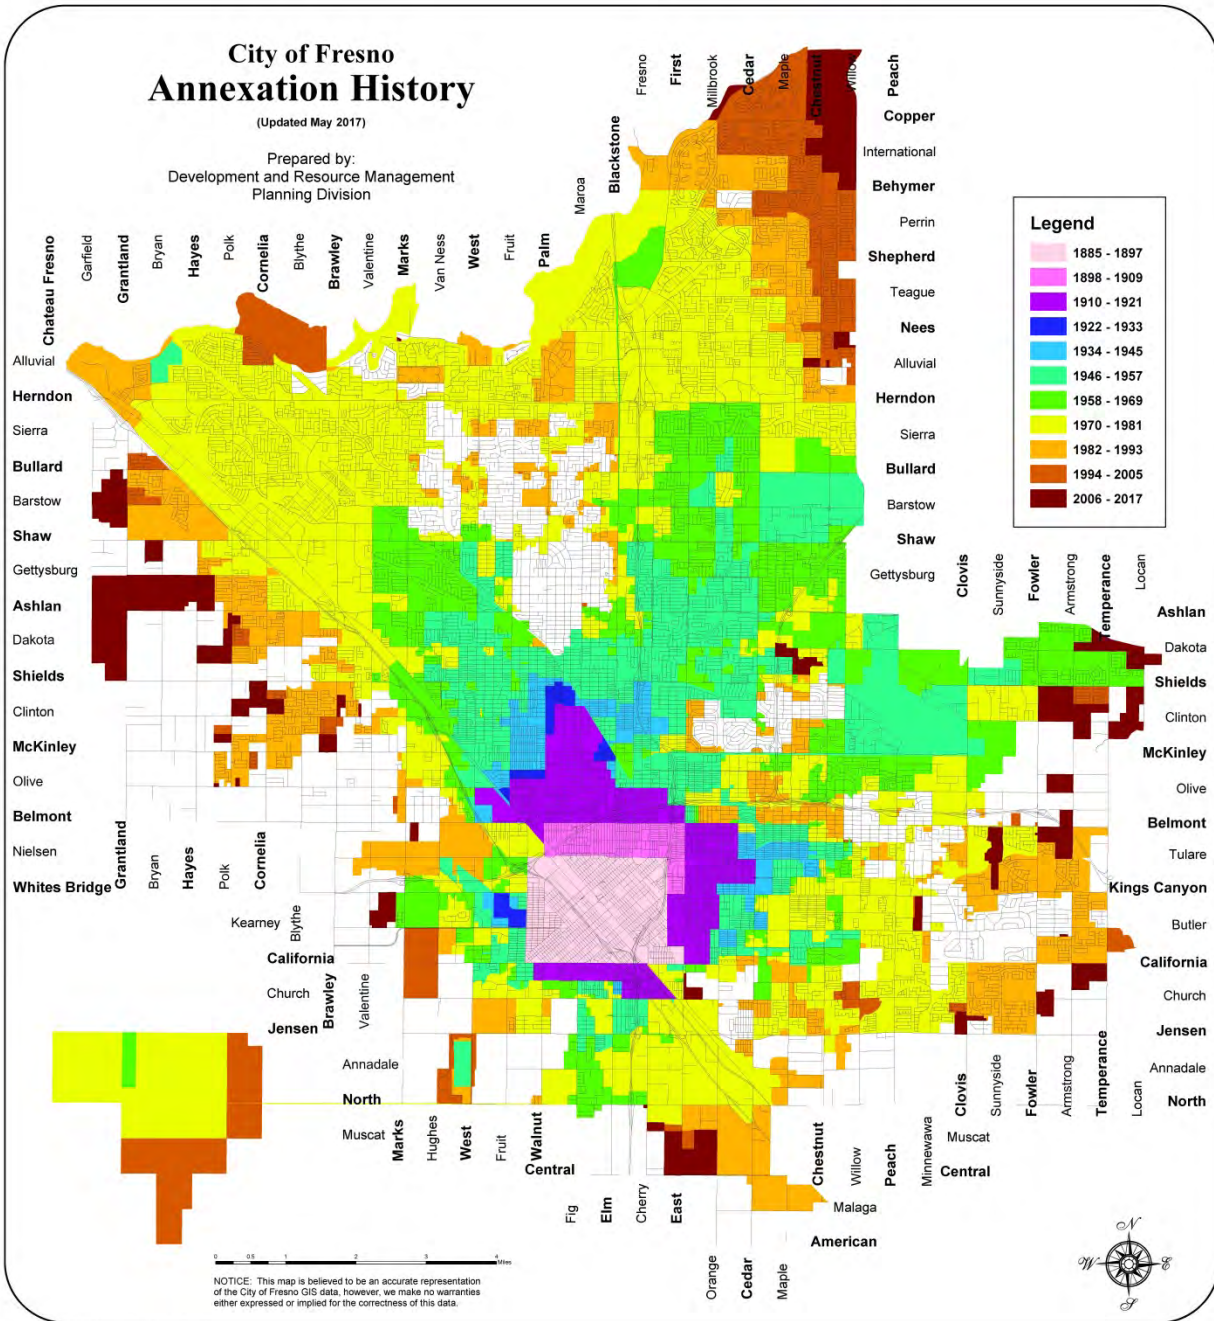 City of Fresno
Annexation History
(Updated May 2017)
Prepared by:
Development and Resource Management
Planning Division
Fresno
First
Millbrook
Cedar
Maple
Chestnut
Willow
Peach
Blackstone
Maroa
Copper
International
Behymer
Perrin
Shepherd
Teague
Nees
Alluvial
Herndon
Sierra
Bullard
Barstow
Shaw
Gettysburg
Legend
1885 - 1897
1898 - 1909
1910 - 1921
1922 - 1933
1934 - 1945
1946 - 1957
1958 - 1969
1970 - 1981
1982 - 1993
1994 - 2005
2006 - 2017
Chateau Fresno
Garfield
Grantland
Bryan
Hayes
Polk
Cornelia
Blythe
Brawley
Valentine
Marks
Van Ness
West
Fruit
Palm
Alluvial
Herndon
Sierra
Bullard
Barstow
Shaw
Gettysburg
Ashlan
Dakota
Shields
Clinton
McKinley
Olive
Belmont
Nielsen
Whites Bridge
Grantland
Bryan
Hayes
Polk
Cornelia
Kearney
Blythe
California
Church
Jensen
Brawley
Valentine
Annadale
North
Muscat
Clovis
Sunnyside
Fowler
Armstrong
Temperance
Locan
Ashlan
Dakota
Shields
Clinton
McKinley
Olive
Belmont
Tulare
Kings Canyon
Butler
California
Church
Jensen
Annadale
North
Marks
Hughes
West
Fruit
Walnut
Central
Fig
Elm
Cherry
East
Orange
Cedar
Maple
Chestnut
Willow
Peach
Minnewawa
Clovis
Sunnyside
Fowler
Armstrong
Temperance
Locan
Muscat
Central
Malaga
American
0 0.5 1 2 3 4
Miles
NOTICE: This map is believed to be an accurate representation
of the City of Fresno GIS data, however, we make no warranties
either expressed or implied for the correctness of this data.
N
W
E
S